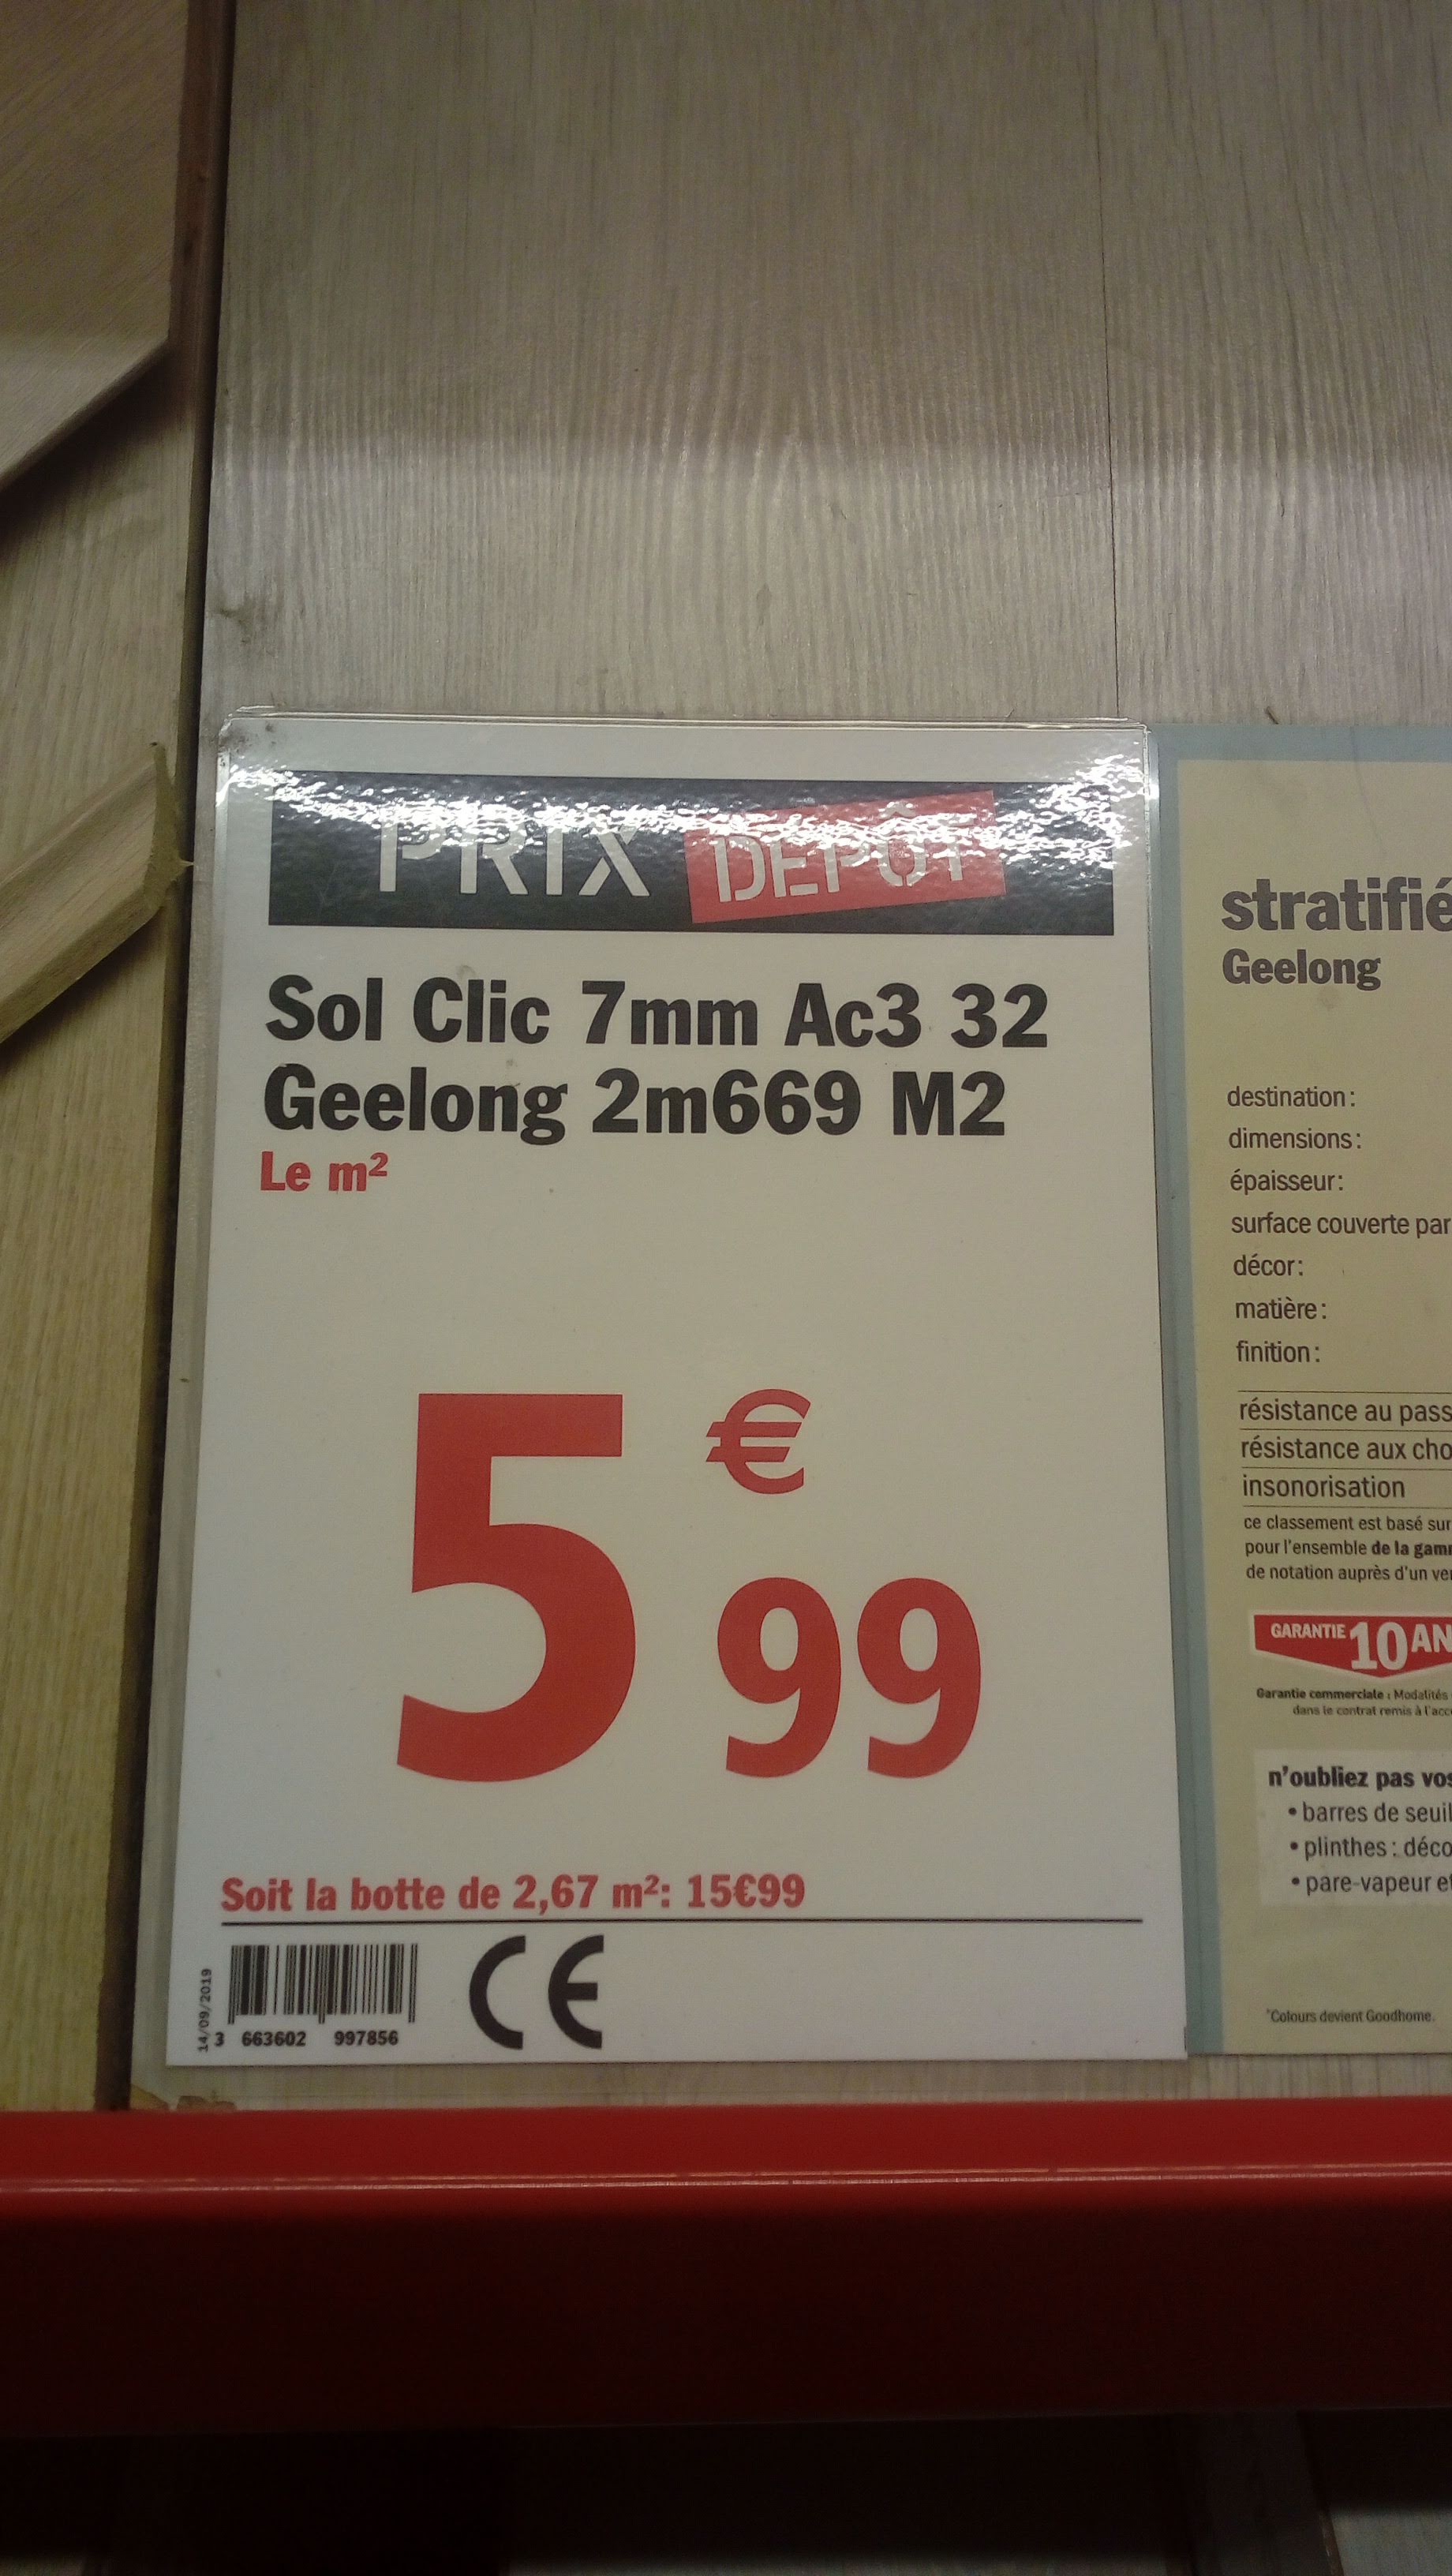 PRIX DÉPÔT
Sol Clic 7mm Ac3 32
Geelong 2m669 M2
Le m²
5€99
Soit la botte de 2,67 m²: 15€99
14/09/2019
3 663602 997856
CE
stratifié
Geelong
destination :
dimensions :
épaisseur :
surface couverte par
décor :
matière :
finition :
résistance au pass
résistance aux cho
insonorisation
ce classement est basé sur
pour l'ensemble de la gam
de notation auprès d'un ve
GARANTIE 10 AN
Garantie commerciale : Modalités
dans le contrat remis à l'acc
n'oubliez pas vos
• barres de seuil
• plinthes : déco
• pare-vapeur et
*Colours devient Goodhome.